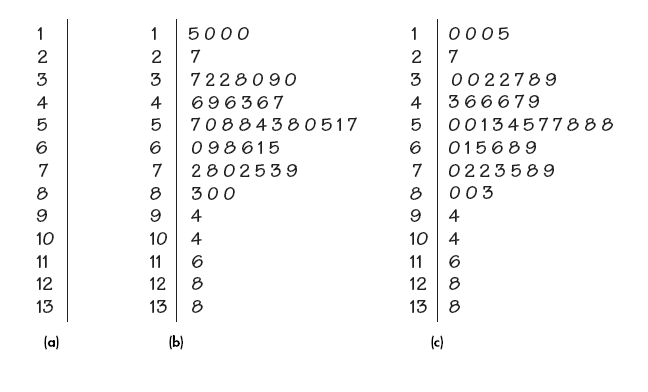 1 1 5000 1 0005
2 2 7 2 7
3 3 7228090 3 0022789
4 4 696367 4 366679
5 5 70884380517 5 00134577888
6 6 098615 6 015689
7 7 2802539 7 0223589
8 8 300 8 003
9 9 4 9 4
10 10 4 10 4
11 11 6 11 6
12 12 8 12 8
13 13 8 13 8
(a) (b) (c)